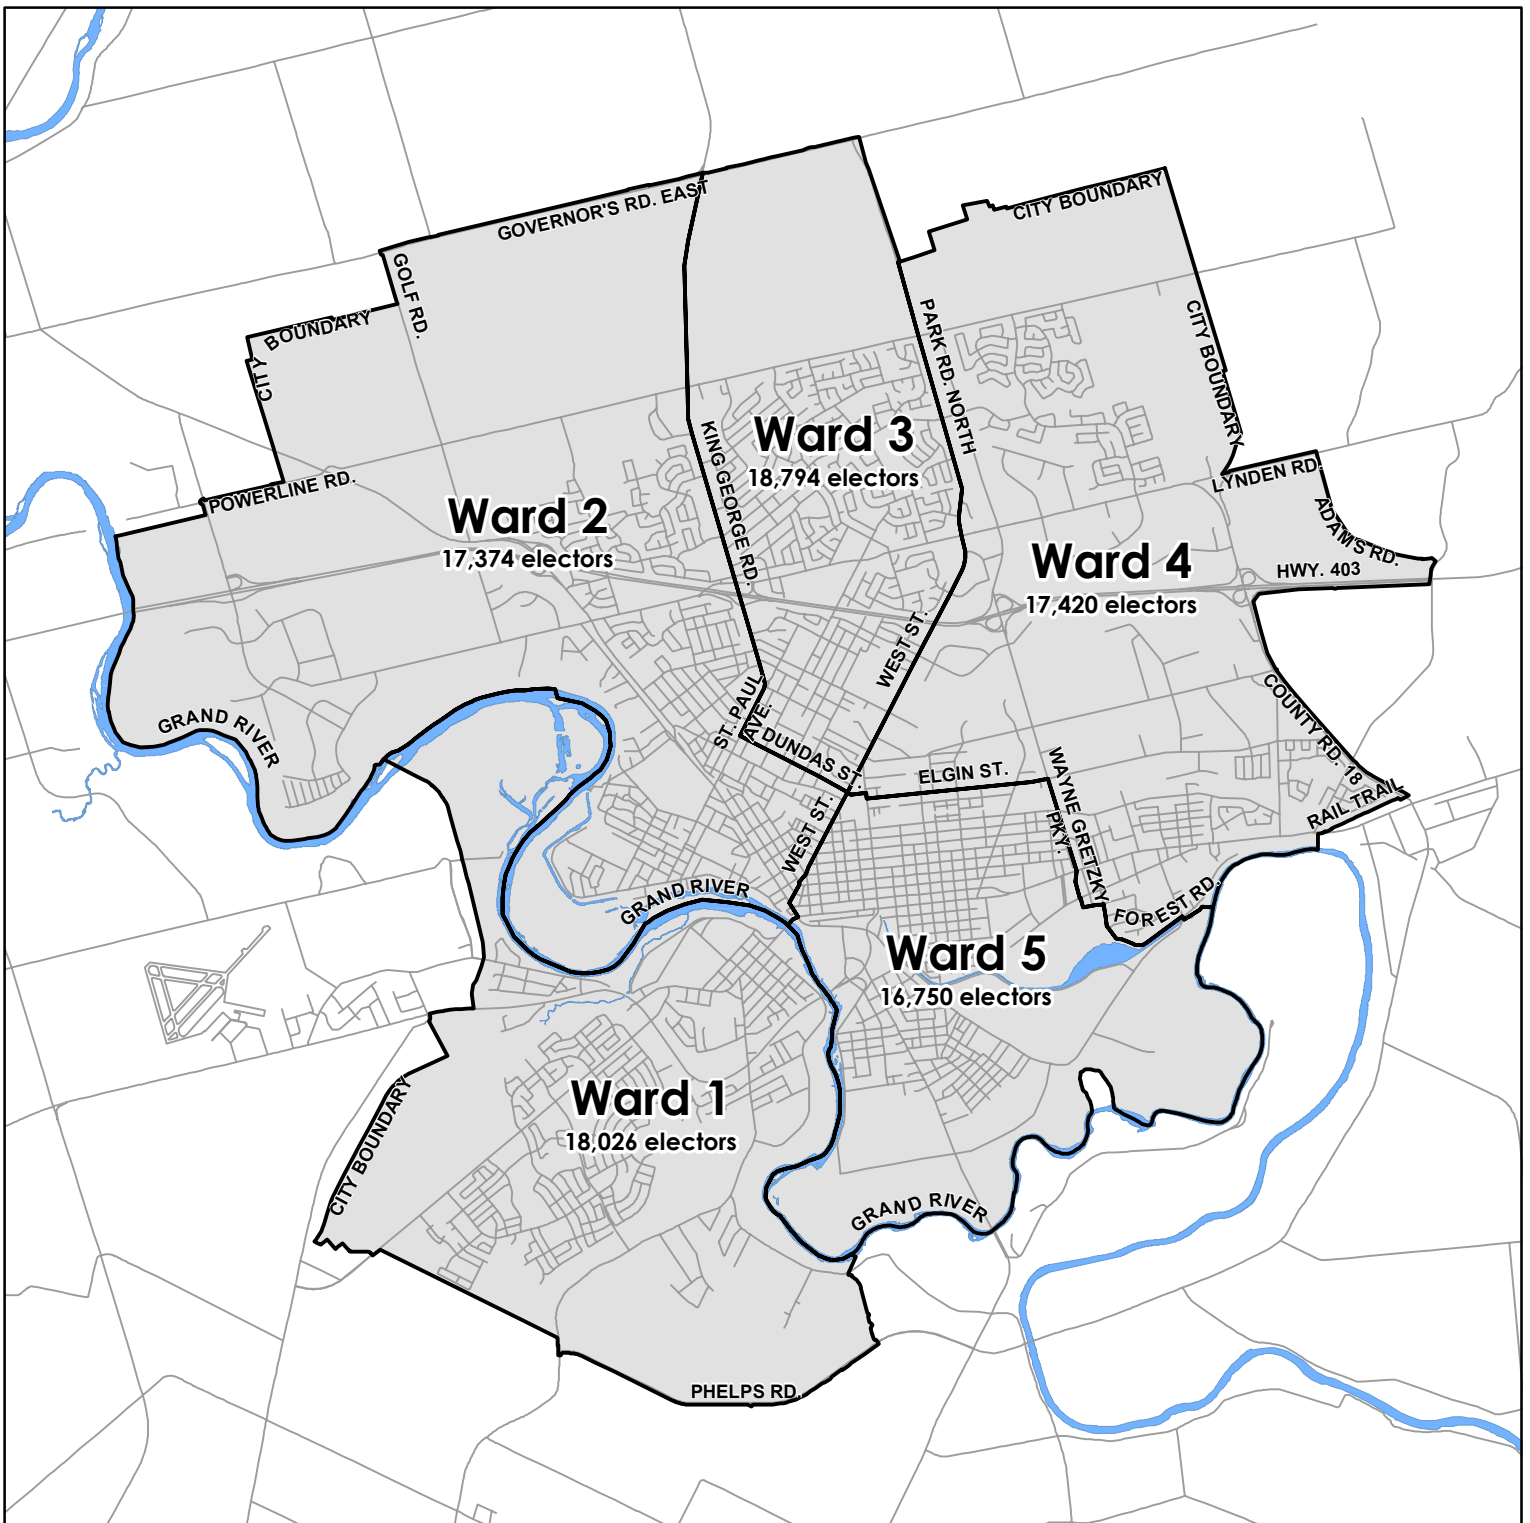 GOVERNOR'S RD. EAST
CITY BOUNDARY
GOLF RD.
CITY BOUNDARY
PARK RD. NORTH
CITY BOUNDARY
POWERLINE RD.
KING GEORGE RD.
Ward 3
18,794 electors
LYNDEN RD.
ADAM'S RD.
HWY. 403
Ward 2
17,374 electors
Ward 4
17,420 electors
WEST ST.
GRAND RIVER
ST. PAUL
AVE.
DUNDAS ST.
ELGIN ST.
WAYNE GRETZKY
PKY.
COUNTY RD. 18
RAIL TRAIL
WEST ST.
GRAND RIVER
FOREST RD.
Ward 5
16,750 electors
Ward 1
18,026 electors
CITY BOUNDARY
GRAND RIVER
PHELPS RD.